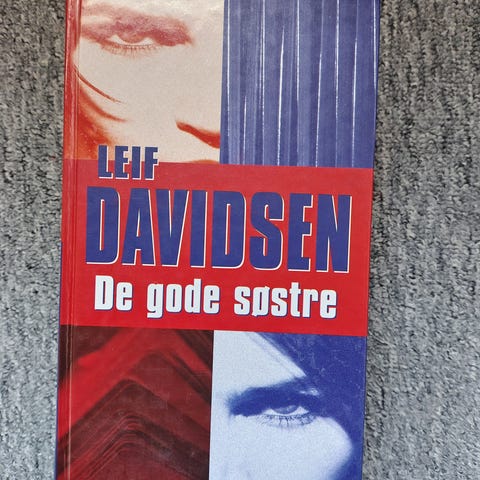 LEIF
DAVIDSEN
De gode søstre